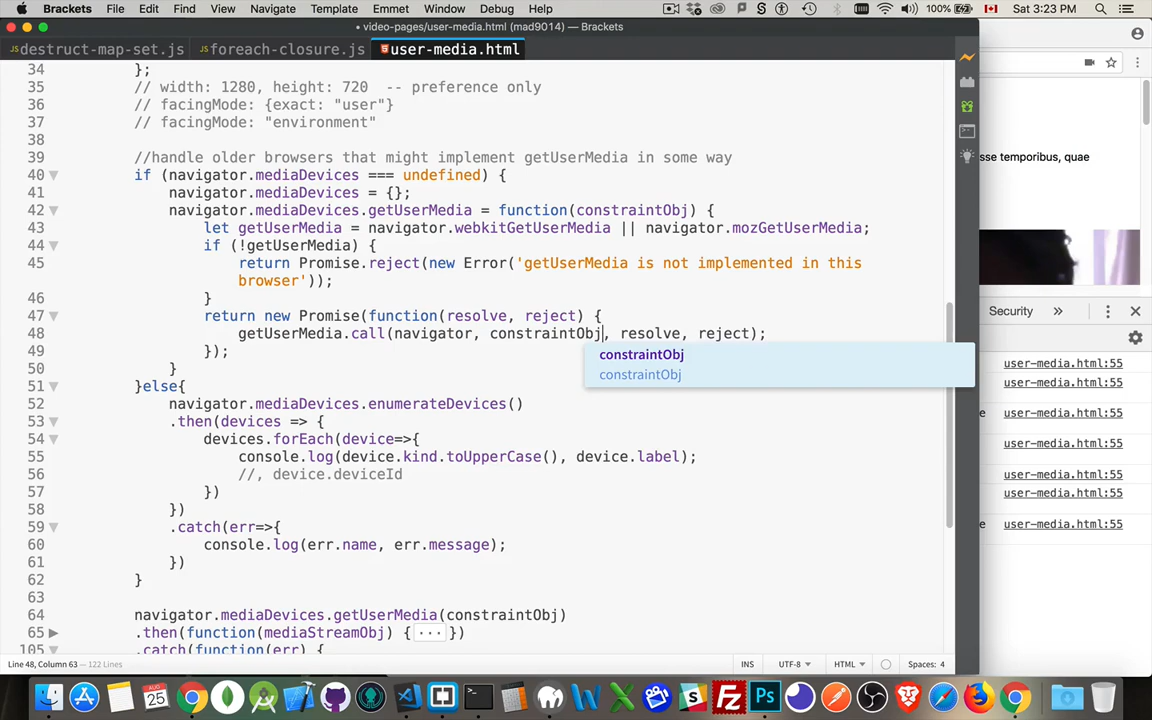 Brackets File Edit Find View Navigate Template Emmet Window Debug Help 100% Sat 3:23 PM
• video-pages/user-media.html (mad9014) — Brackets
JS destruct-map-set.js JS foreach-closure.js user-media.html
34 };
35 // width: 1280, height: 720 -- preference only
36 // facingMode: {exact: "user"}
37 // facingMode: "environment"
38
39 //handle older browsers that might implement getUserMedia in some way
40 if (navigator.mediaDevices === undefined) {
41 navigator.mediaDevices = {};
42 navigator.mediaDevices.getUserMedia = function(constraintObj) {
43 let getUserMedia = navigator.webkitGetUserMedia || navigator.mozGetUserMedia;
44 if (!getUserMedia) {
45 return Promise.reject(new Error('getUserMedia is not implemented in this
browser'));
46 }
47 return new Promise(function(resolve, reject) {
48 getUserMedia.call(navigator, constraintObj, resolve, reject);
49 });
constraintObj
constraintObj
50 }
51 }else{
52 navigator.mediaDevices.enumerateDevices()
53 .then(devices => {
54 devices.forEach(device=>{
55 console.log(device.kind.toUpperCase(), device.label);
56 //, device.deviceId
57 })
58 })
59 .catch(err=>{
60 console.log(err.name, err.message);
61 })
62 }
63
64 navigator.mediaDevices.getUserMedia(constraintObj)
65 .then(function(mediaStreamObj) { ... })
105 .catch(function(err) {
Line 48, Column 63 — 122 Lines INS UTF-8 HTML Spaces: 4
sse temporibus, quae
Security »
user-media.html:55
user-media.html:55
e user-media.html:55
user-media.html:55
user-media.html:55
user-media.html:55
e user-media.html:55
AUG
25